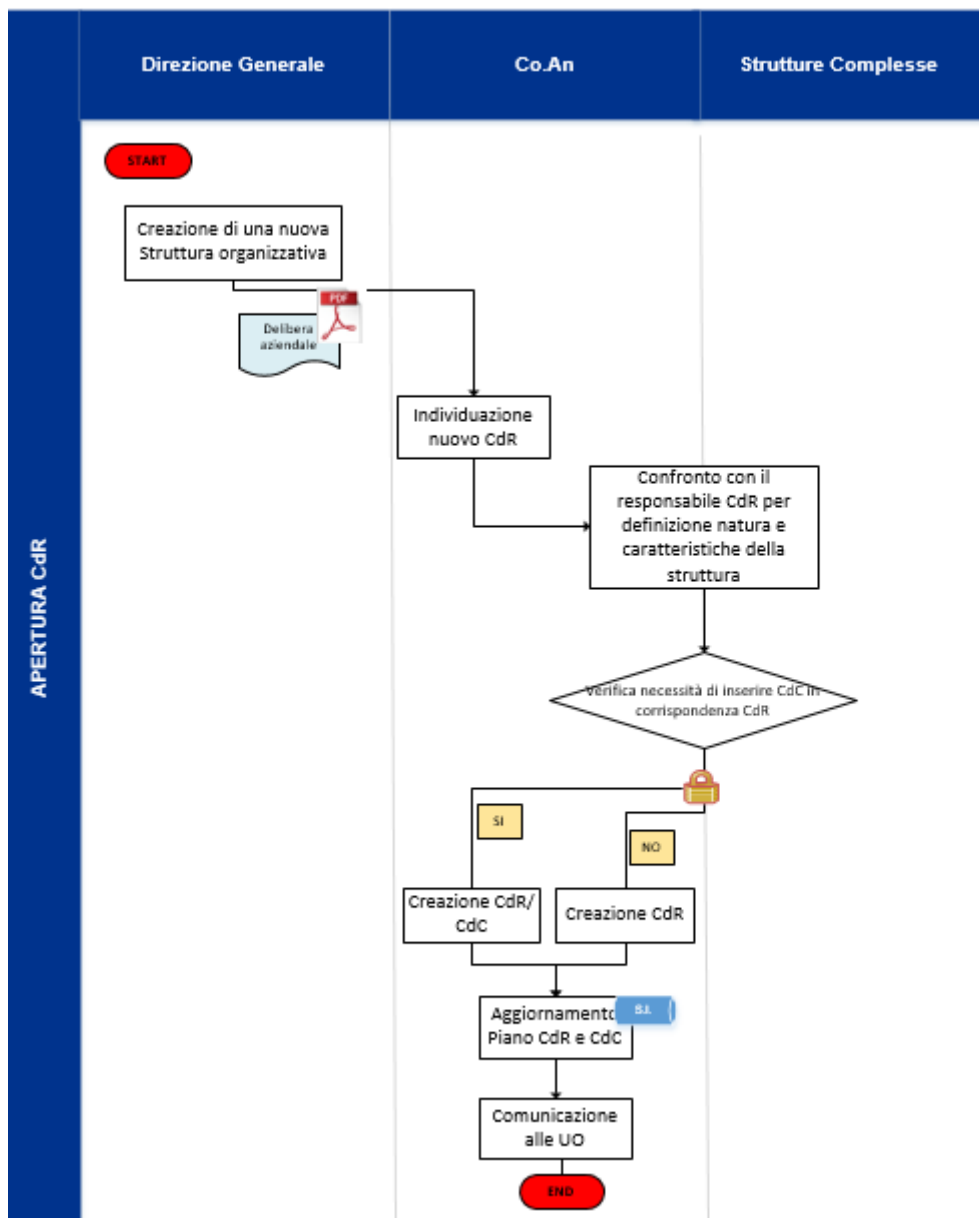 Direzione Generale
Co.An
Strutture Complesse
APERTURA CdR
START
Creazione di una nuova
Struttura organizzativa
PDF
Delibera
aziendale
Individuazione
nuovo CdR
Confronto con il
responsabile CdR per
definizione natura e
caratteristiche della
struttura
Verifica necessità di inserire CdC in
corrispondenza CdR
SI
NO
Creazione CdR/
CdC
Creazione CdR
Aggiornamento
Piano CdR e CdC
S.I.
Comunicazione
alle UO
END